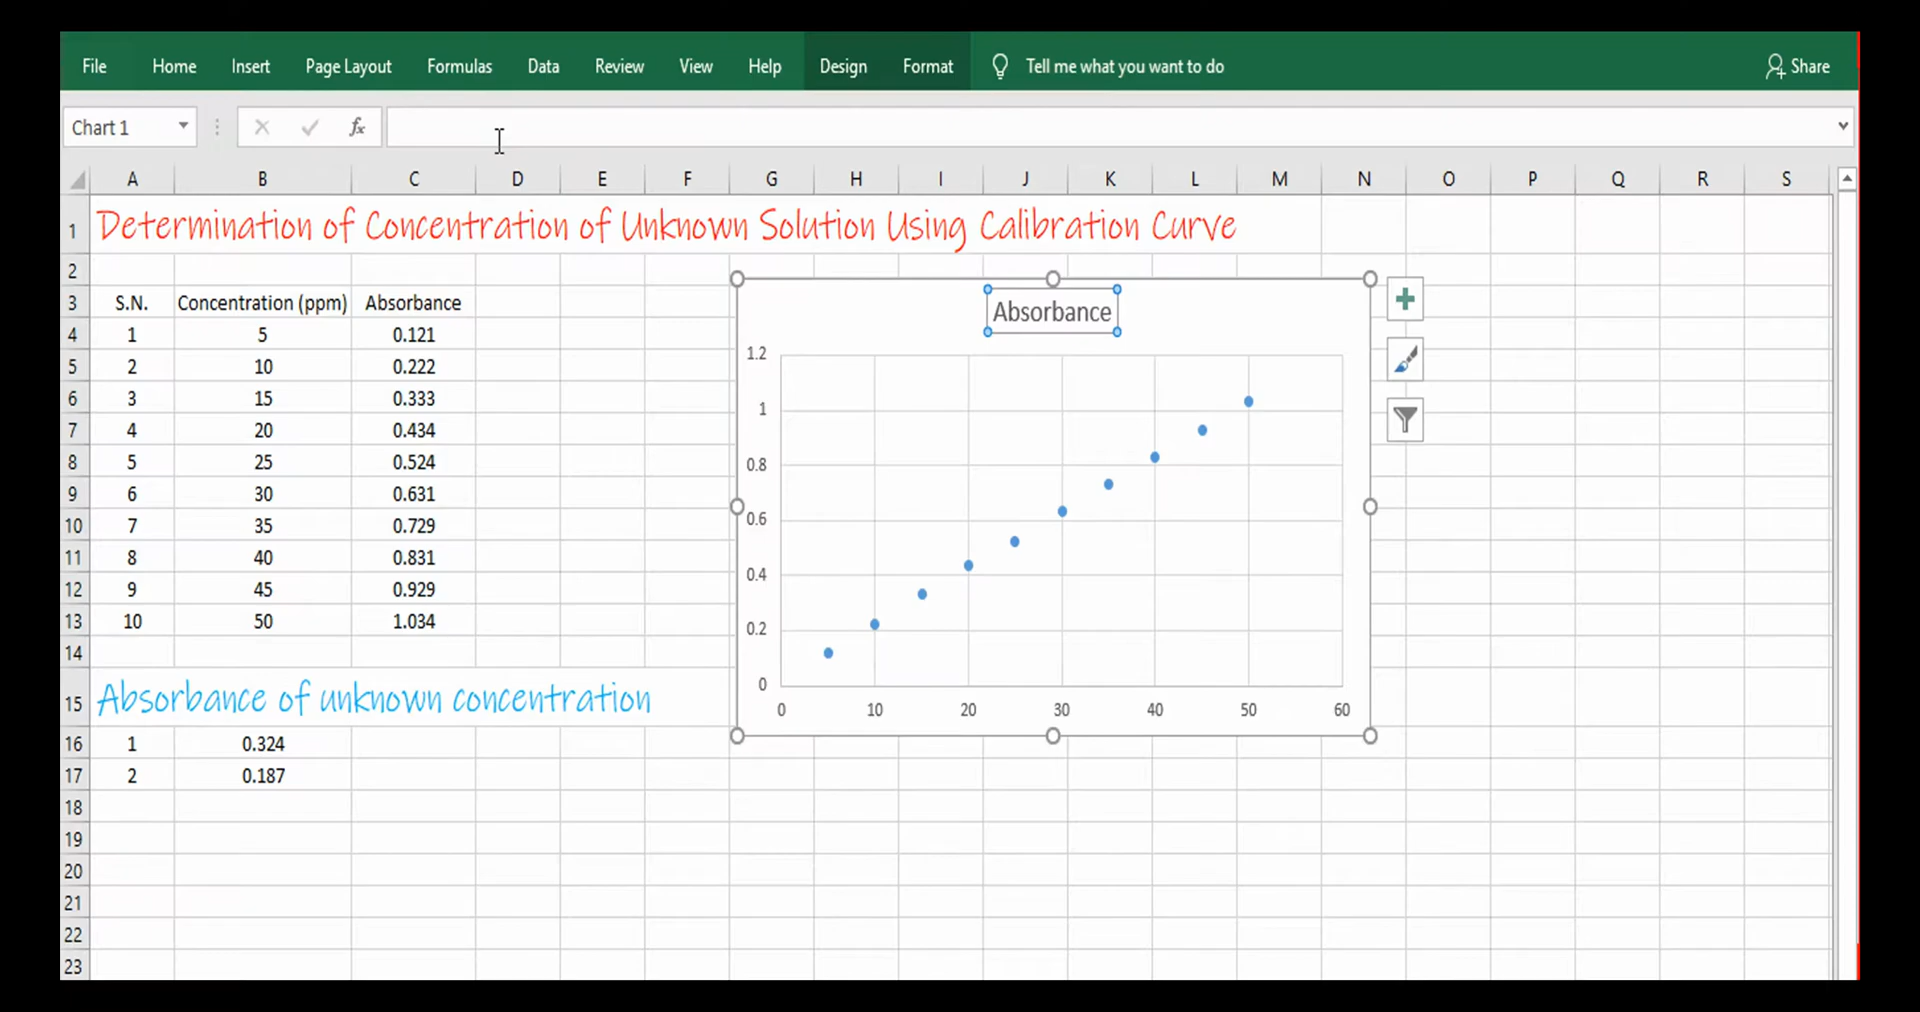 File Home Insert Page Layout Formulas Data Review View Help Design Format Tell me what you want to do Share
Chart 1 fx
A B C D E F G H I J K L M N O P Q R S
1 Determination of Concentration of Unknown Solution Using Calibration Curve
2
3 S.N. Concentration (ppm) Absorbance
4 1 5 0.121
5 2 10 0.222
6 3 15 0.333
7 4 20 0.434
8 5 25 0.524
9 6 30 0.631
10 7 35 0.729
11 8 40 0.831
12 9 45 0.929
13 10 50 1.034
14
15 Absorbance of unknown concentration
16 1 0.324
17 2 0.187
18
19
20
21
22
23
Absorbance
1.2
1
0.8
0.6
0.4
0.2
0
0 10 20 30 40 50 60